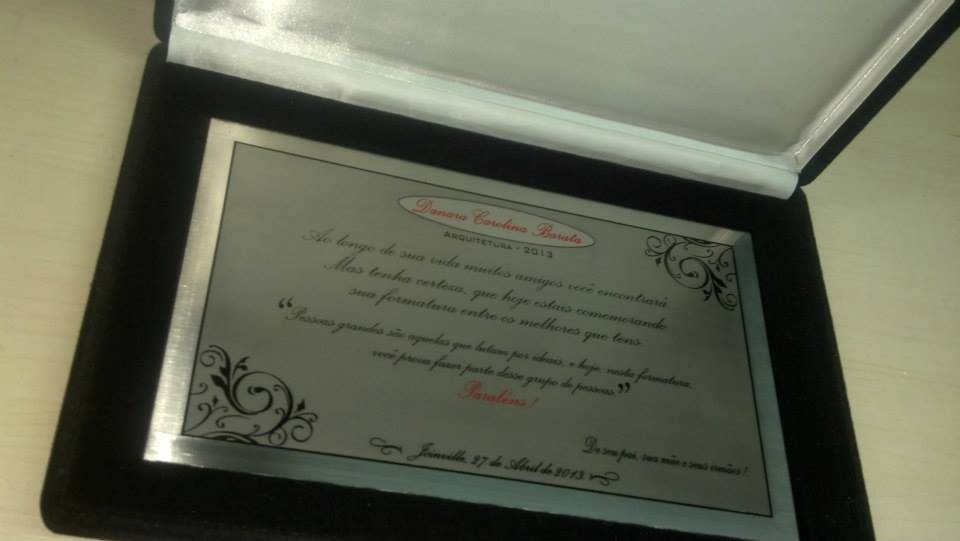 Danara Carolina Barata
ARQUITETURA - 2013
Ao longo de sua vida muitos amigos você encontrará
Mas tenha certeza, que hoje estais comemorando
sua formatura entre os melhores que tens
“Pessoas grandes são aquelas que lutam por ideais, e hoje, nesta formatura,
você prova fazer parte desse grupo de pessoas”
Parabéns !
De seu pai, sua mãe e seus irmãos !
Joinville, 27 de Abril de 2013